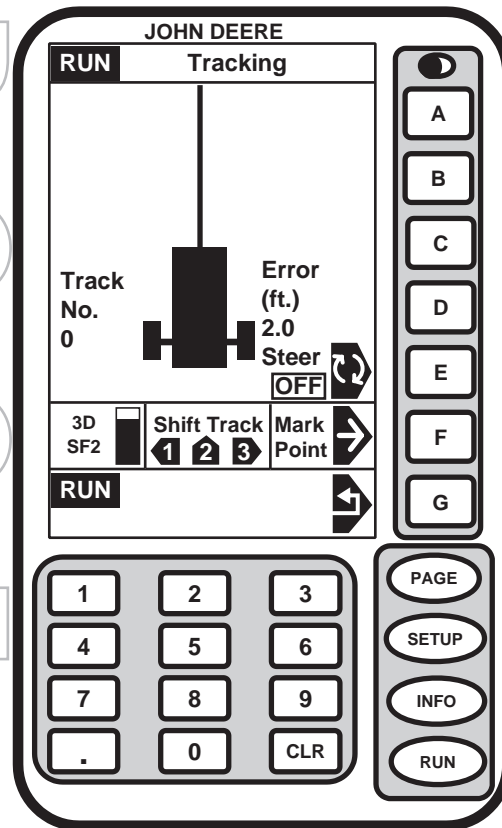 JOHN DEERE
RUN Tracking
Track
No.
0
Error
(ft.)
2.0
Steer
OFF
3D
SF2
Shift Track
1 2 3
Mark
Point
RUN
A
B
C
D
E
F
G
PAGE
SETUP
INFO
RUN
1 2 3
4 5 6
7 8 9
. 0 CLR